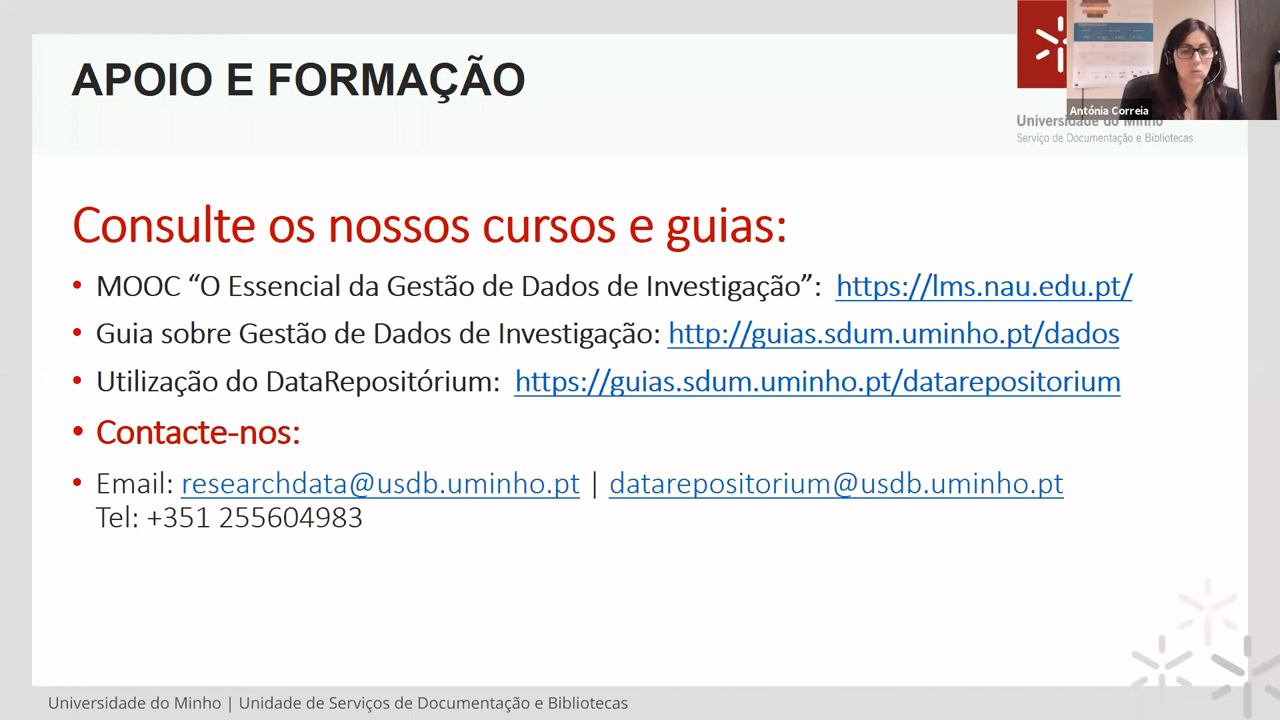 APOIO E FORMAÇÃO
Antónia Correia
Universidade do Minho
Serviço de Documentação e Bibliotecas
Consulte os nossos cursos e guias:
• MOOC “O Essencial da Gestão de Dados de Investigação”: https://lms.nau.edu.pt/
• Guia sobre Gestão de Dados de Investigação: http://guias.sdum.uminho.pt/dados
• Utilização do DataRepositórium: https://guias.sdum.uminho.pt/datarepositorium
• Contacte-nos:
• Email: researchdata@usdb.uminho.pt | datarepositorium@usdb.uminho.pt
Tel: +351 255604983
Universidade do Minho | Unidade de Serviços de Documentação e Bibliotecas